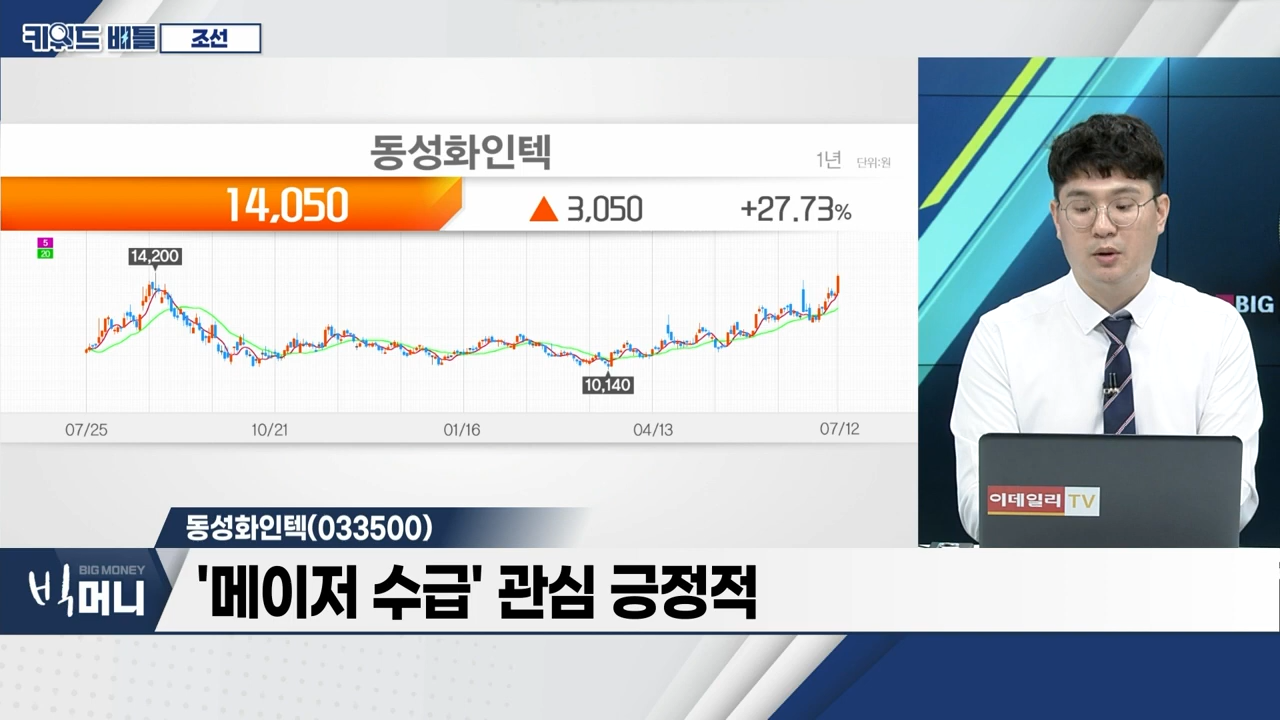 키워드 배틀 조선
동성화인텍
1년 단위:원
14,050 ▲ 3,050 +27.73%
5
20
14,200
10,140
07/25 10/21 01/16 04/13 07/12
BIG
이데일리 TV
동성화인텍(033500)
BIG MONEY
빅머니
'메이저 수급' 관심 긍정적